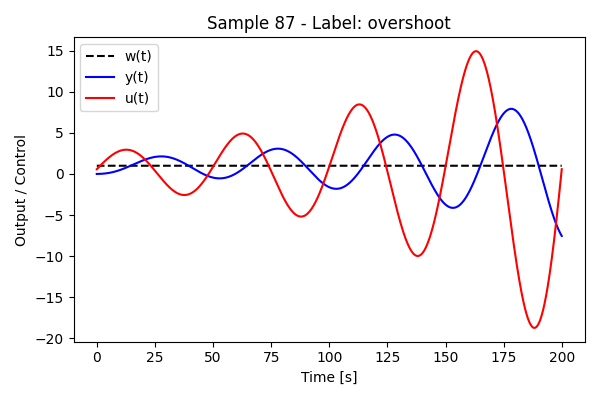 Sample 87 - Label: overshoot
w(t)
y(t)
u(t)
Output / Control
15
10
5
0
−5
−10
−15
−20
0
25
50
75
100
125
150
175
200
Time [s]